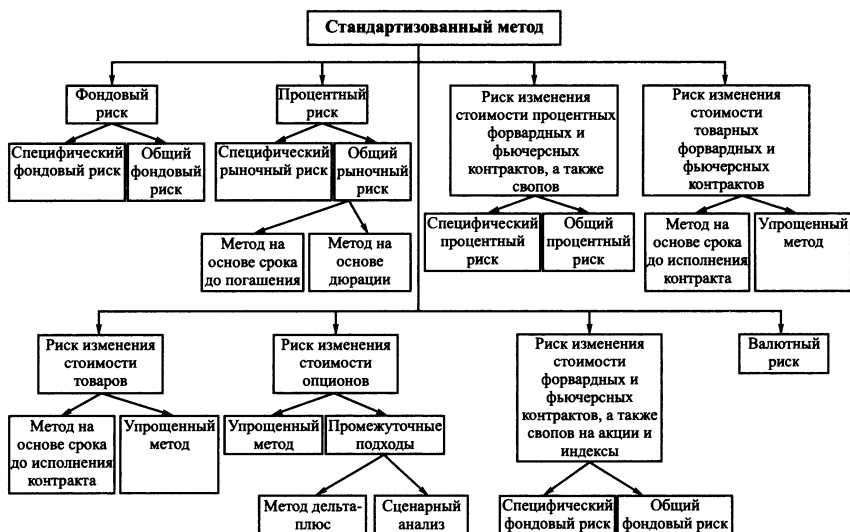 Стандартизованный метод
Фондовый
риск
Процентный
риск
Риск изменения
стоимости процентных
форвардных и
фьючерсных
контрактов, а также
свопов
Риск изменения
стоимости
товарных
форвардных и
фьючерсных
контрактов
Специфический
фондовый риск
Общий
фондовый
риск
Специфический
рыночный риск
Общий
рыночный
риск
Специфический
процентный
риск
Общий
процентный
риск
Метод на
основе срока
до исполнения
контракта
Упрощенный
метод
Метод на
основе срока
до погашения
Метод на
основе
дюрации
Риск изменения
стоимости
товаров
Риск изменения
стоимости
опционов
Риск изменения
стоимости
форвардных и
фьючерсных
контрактов, а также
свопов на акции и
индексы
Валютный
риск
Метод на
основе срока
до исполнения
контракта
Упрощенный
метод
Упрощенный
метод
Промежуточные
подходы
Метод дельта-
плюс
Сценарный
анализ
Специфический
фондовый риск
Общий
фондовый риск